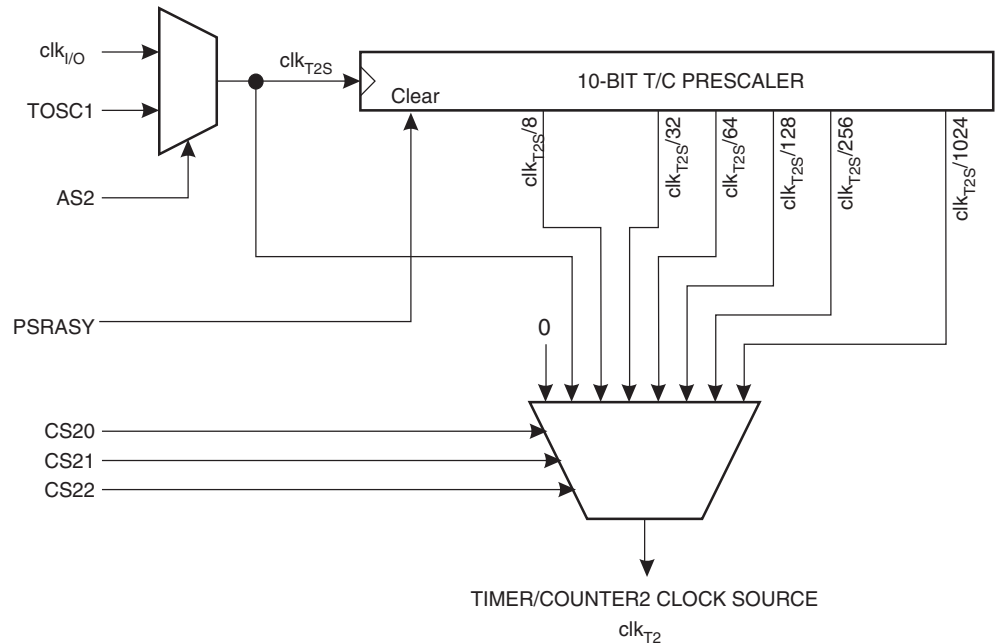 clkI/O
clkT2S
TOSC1
10-BIT T/C PRESCALER
Clear
clkT2S/8
clkT2S/32
clkT2S/64
clkT2S/128
clkT2S/256
clkT2S/1024
AS2
PSRASY
0
CS20
CS21
CS22
TIMER/COUNTER2 CLOCK SOURCE
clkT2